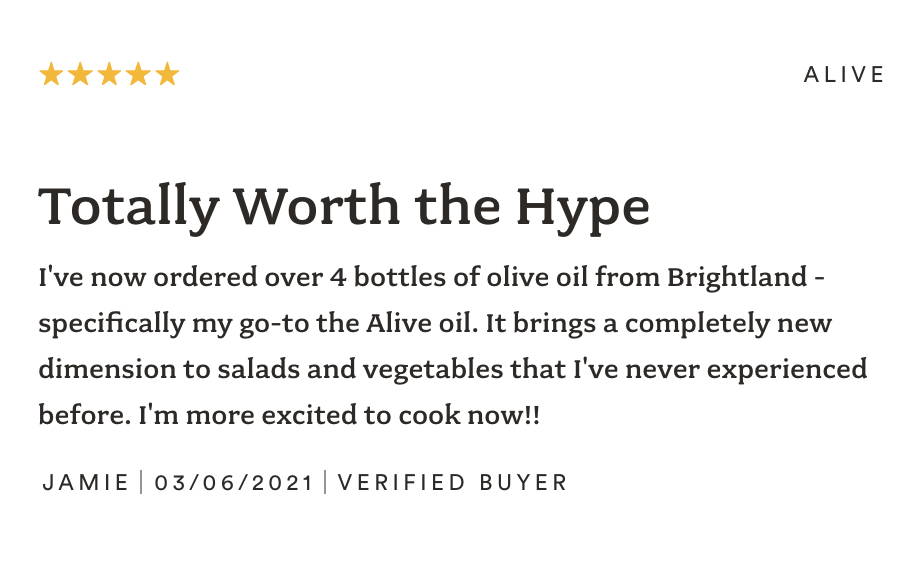 ALIVE
Totally Worth the Hype
I've now ordered over 4 bottles of olive oil from Brightland -
specifically my go-to the Alive oil. It brings a completely new
dimension to salads and vegetables that I've never experienced
before. I'm more excited to cook now!!
JAMIE | 03/06/2021 | VERIFIED BUYER